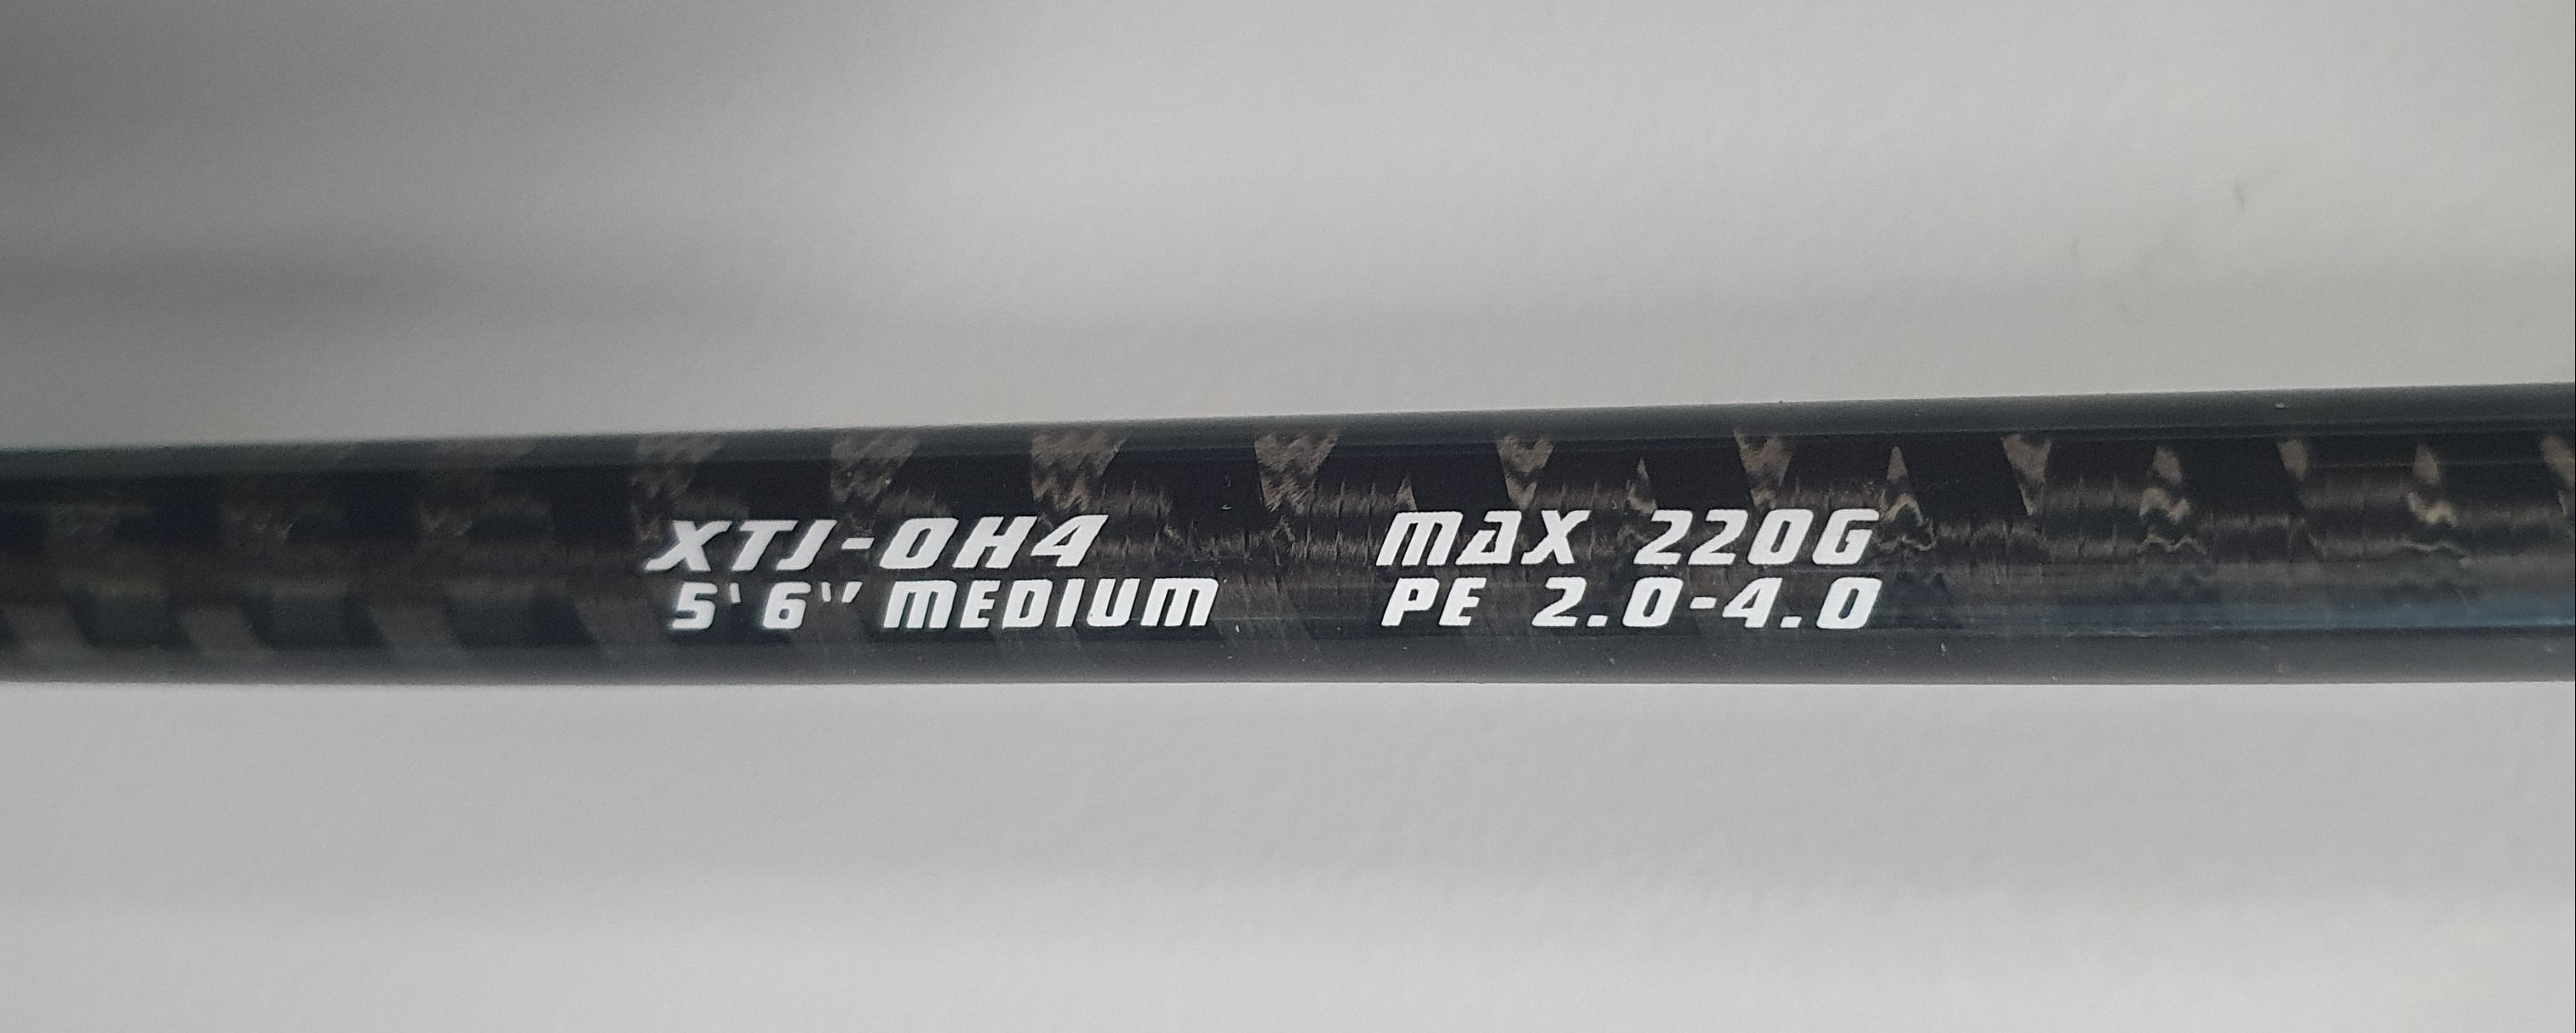 XTJ-OH4
5'6" MEDIUM
MAX 220G
PE 2.0-4.0